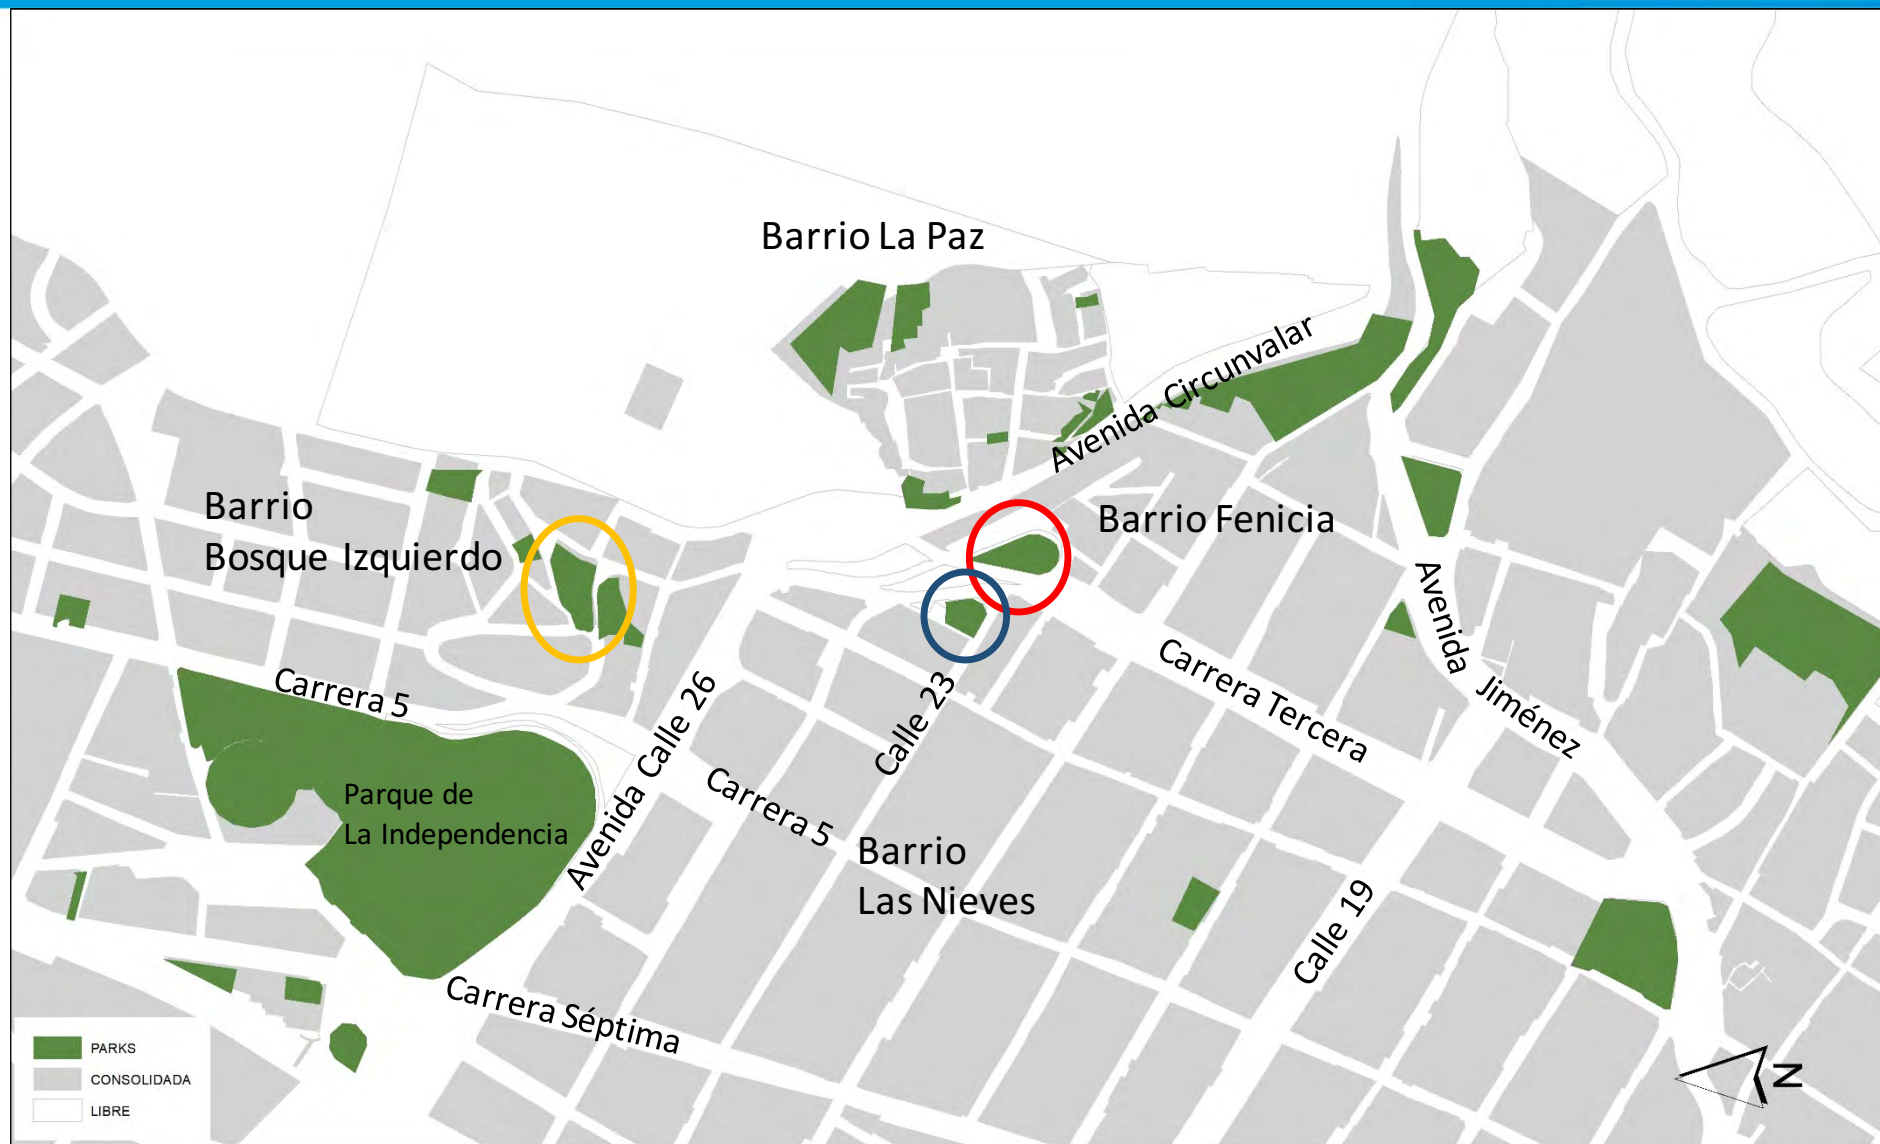 Barrio La Paz
Avenida Circunvalar
Barrio
Bosque Izquierdo
Barrio Fenicia
Avenida
Jiménez
Carrera Tercera
Carrera 5
Calle 23
Avenida Calle 26
Parque de
La Independencia
Carrera 5
Barrio
Las Nieves
Calle 19
Carrera Séptima
PARKS
CONSOLIDADA
LIBRE
N